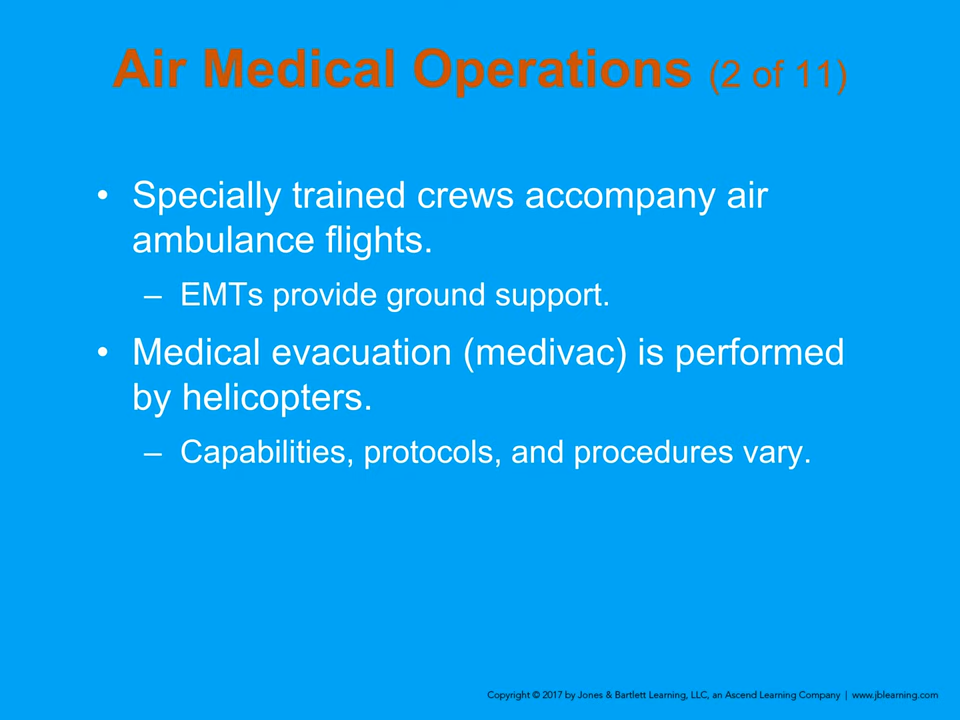 Air Medical Operations (2 of 11)
• Specially trained crews accompany air
ambulance flights.
– EMTs provide ground support.
• Medical evacuation (medivac) is performed
by helicopters.
– Capabilities, protocols, and procedures vary.
Copyright © 2017 by Jones & Bartlett Learning, LLC, an Ascend Learning Company | www.jblearning.com